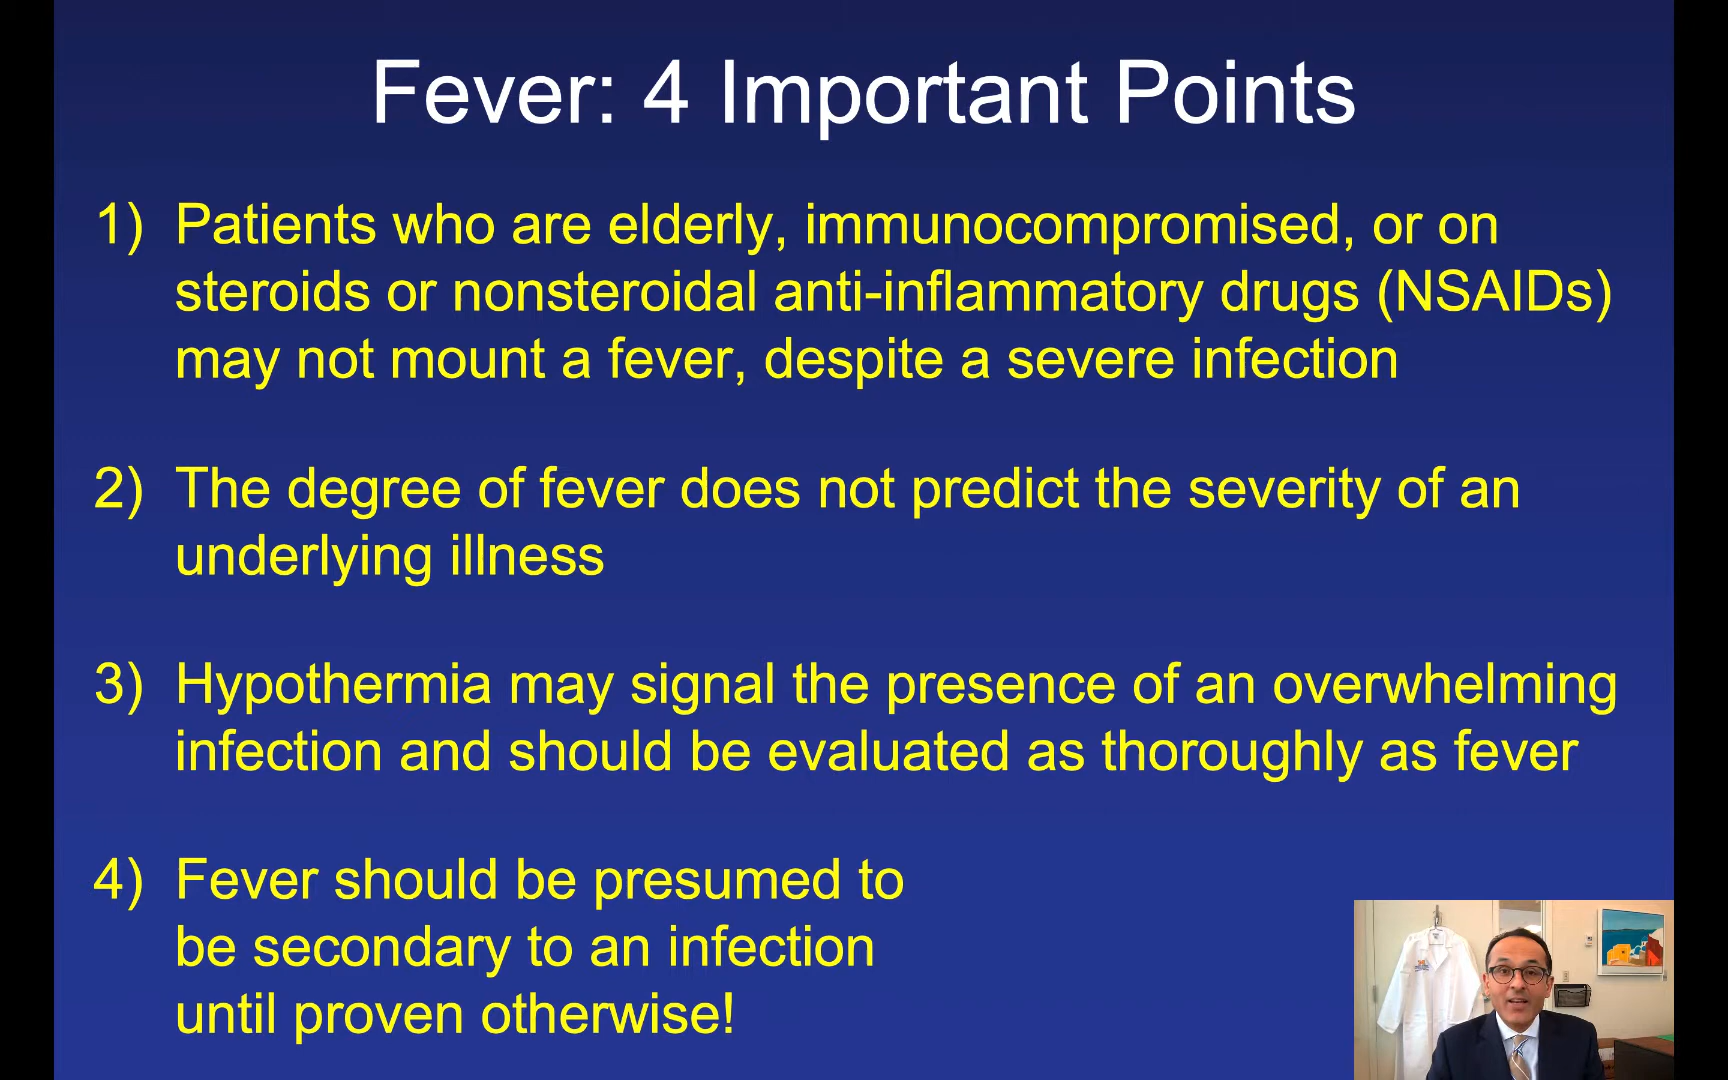 Fever: 4 Important Points
1) Patients who are elderly, immunocompromised, or on
steroids or nonsteroidal anti-inflammatory drugs (NSAIDs)
may not mount a fever, despite a severe infection
2) The degree of fever does not predict the severity of an
underlying illness
3) Hypothermia may signal the presence of an overwhelming
infection and should be evaluated as thoroughly as fever
4) Fever should be presumed to
be secondary to an infection
until proven otherwise!